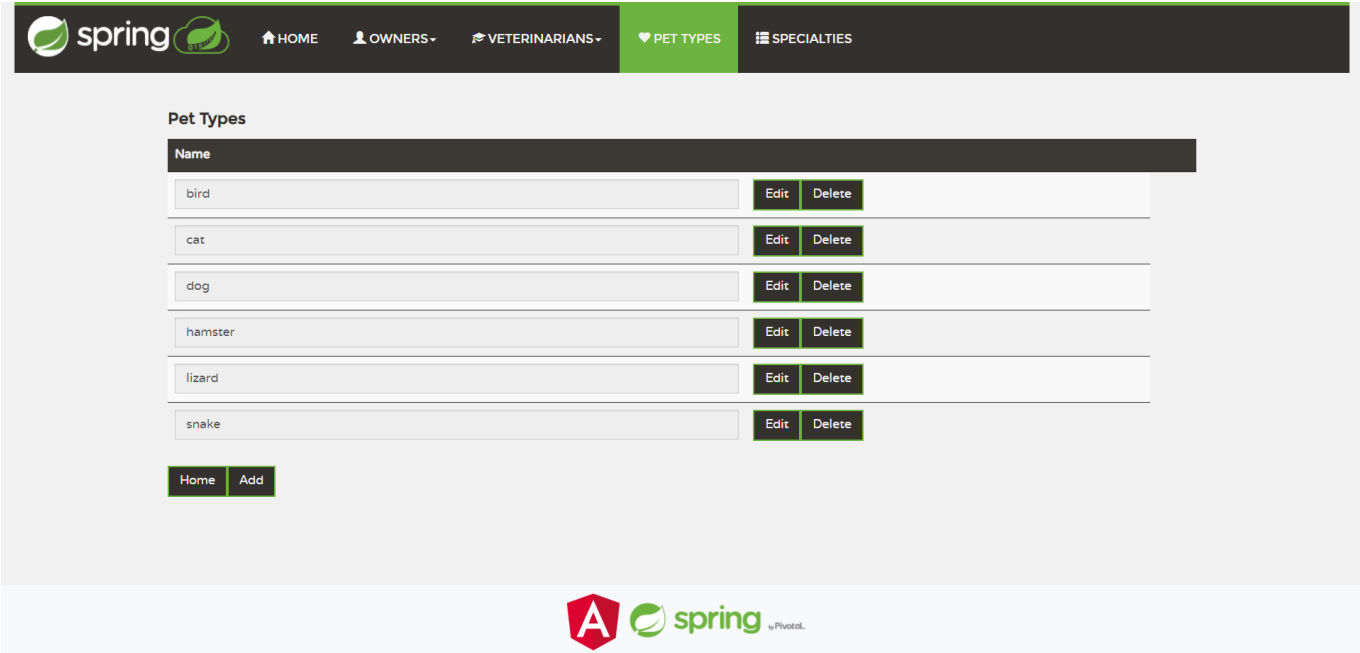 spring HOME OWNERS VETERINARIANS PET TYPES SPECIALTIES
Pet Types
Name
bird Edit Delete
cat Edit Delete
dog Edit Delete
hamster Edit Delete
lizard Edit Delete
snake Edit Delete
Home Add
A spring by Pivotal.